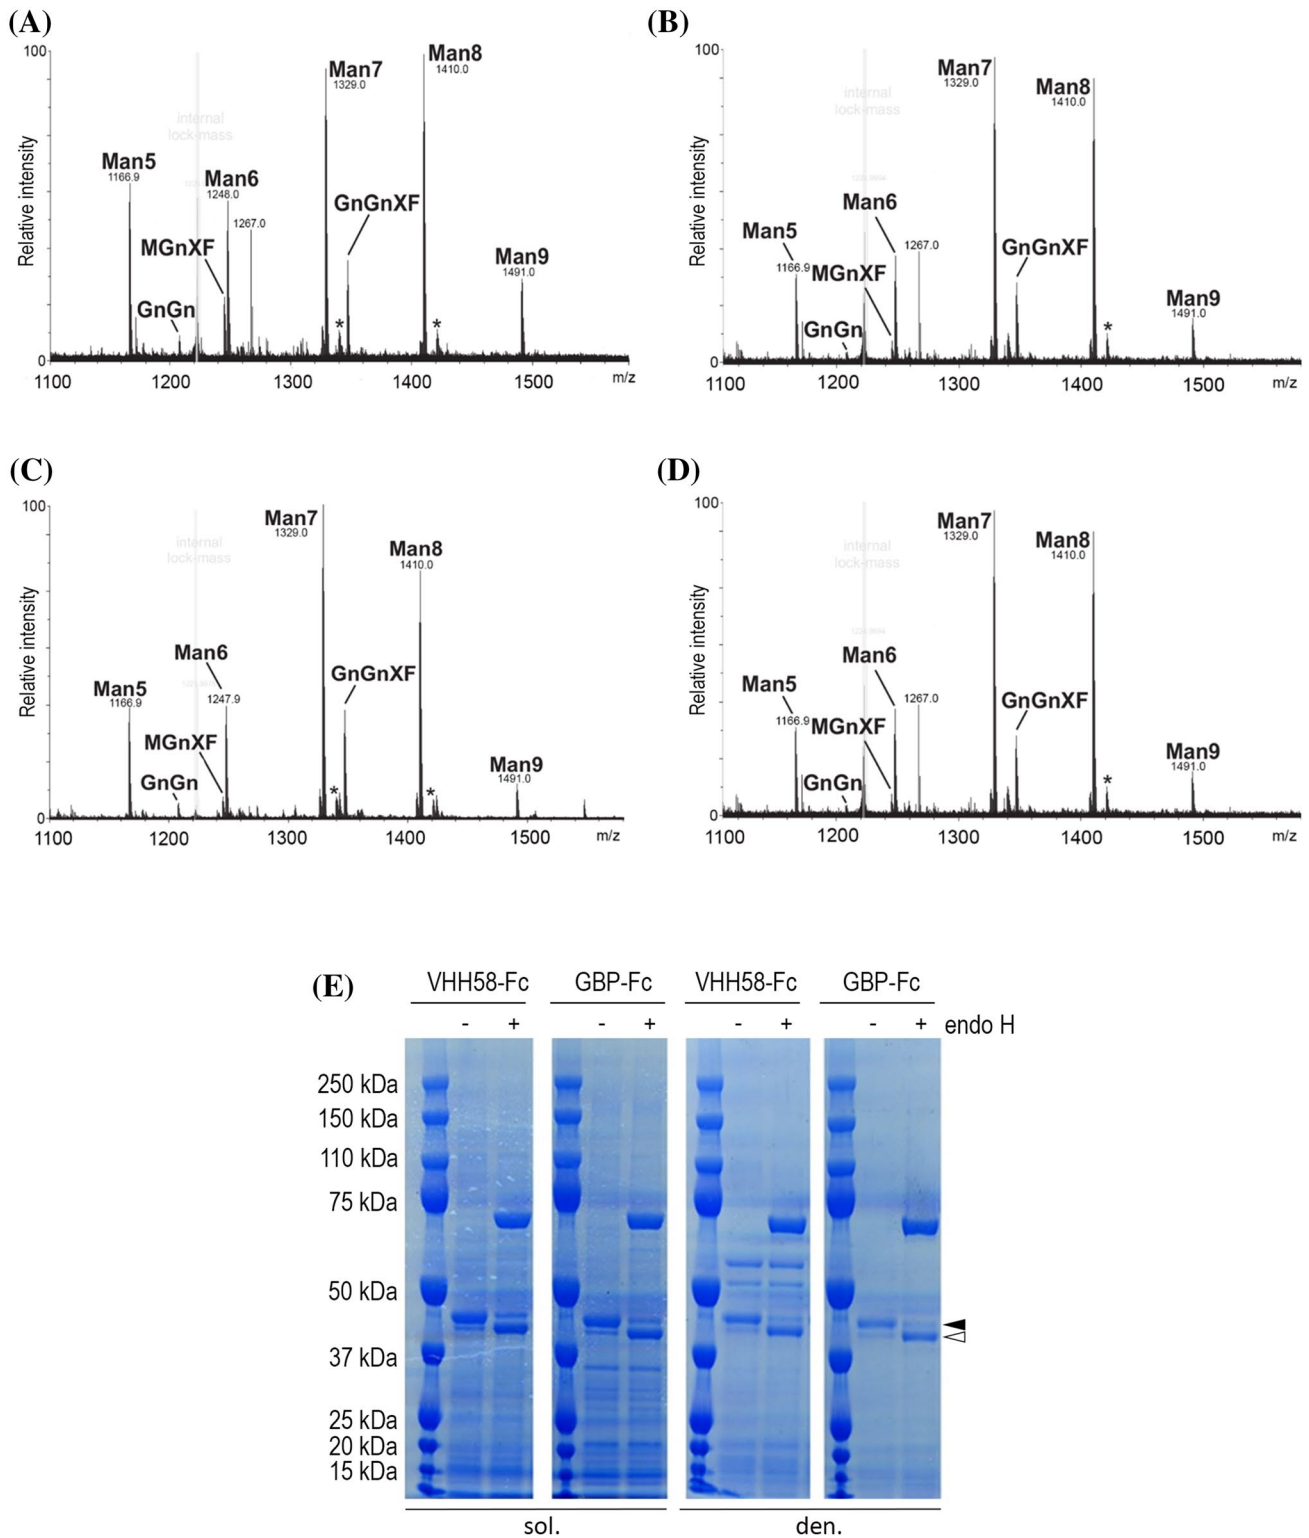 (A)
100
Relative intensity
0
Man5
1166.9
GnGn
MGnXF
internal
lock-mass
Man6
1248.0
1267.0
Man7
1329.0
*
GnGnXF
Man8
1410.0
*
Man9
1491.0
1100 1200 1300 1400 1500 m/z
(B)
100
Relative intensity
0
Man5
1166.9
GnGn
MGnXF
internal
lock-mass
Man6
1267.0
Man7
1329.0
GnGnXF
Man8
1410.0
*
Man9
1491.0
1100 1200 1300 1400 1500 m/z
(C)
100
Relative intensity
0
Man5
1166.9
GnGn
MGnXF
internal
lock-mass
Man6
1247.9
Man7
1329.0
*
GnGnXF
Man8
1410.0
*
Man9
1491.0
1100 1200 1300 1400 1500 m/z
(D)
100
Relative intensity
0
Man5
1166.9
GnGn
MGnXF
internal
lock-mass
Man6
1267.0
Man7
1329.0
GnGnXF
Man8
1410.0
*
Man9
1491.0
1100 1200 1300 1400 1500 m/z
(E)
VHH58-Fc GBP-Fc VHH58-Fc GBP-Fc
- + - + - + - + endo H
250 kDa
150 kDa
110 kDa
75 kDa
50 kDa
37 kDa
25 kDa
20 kDa
15 kDa
sol. den.